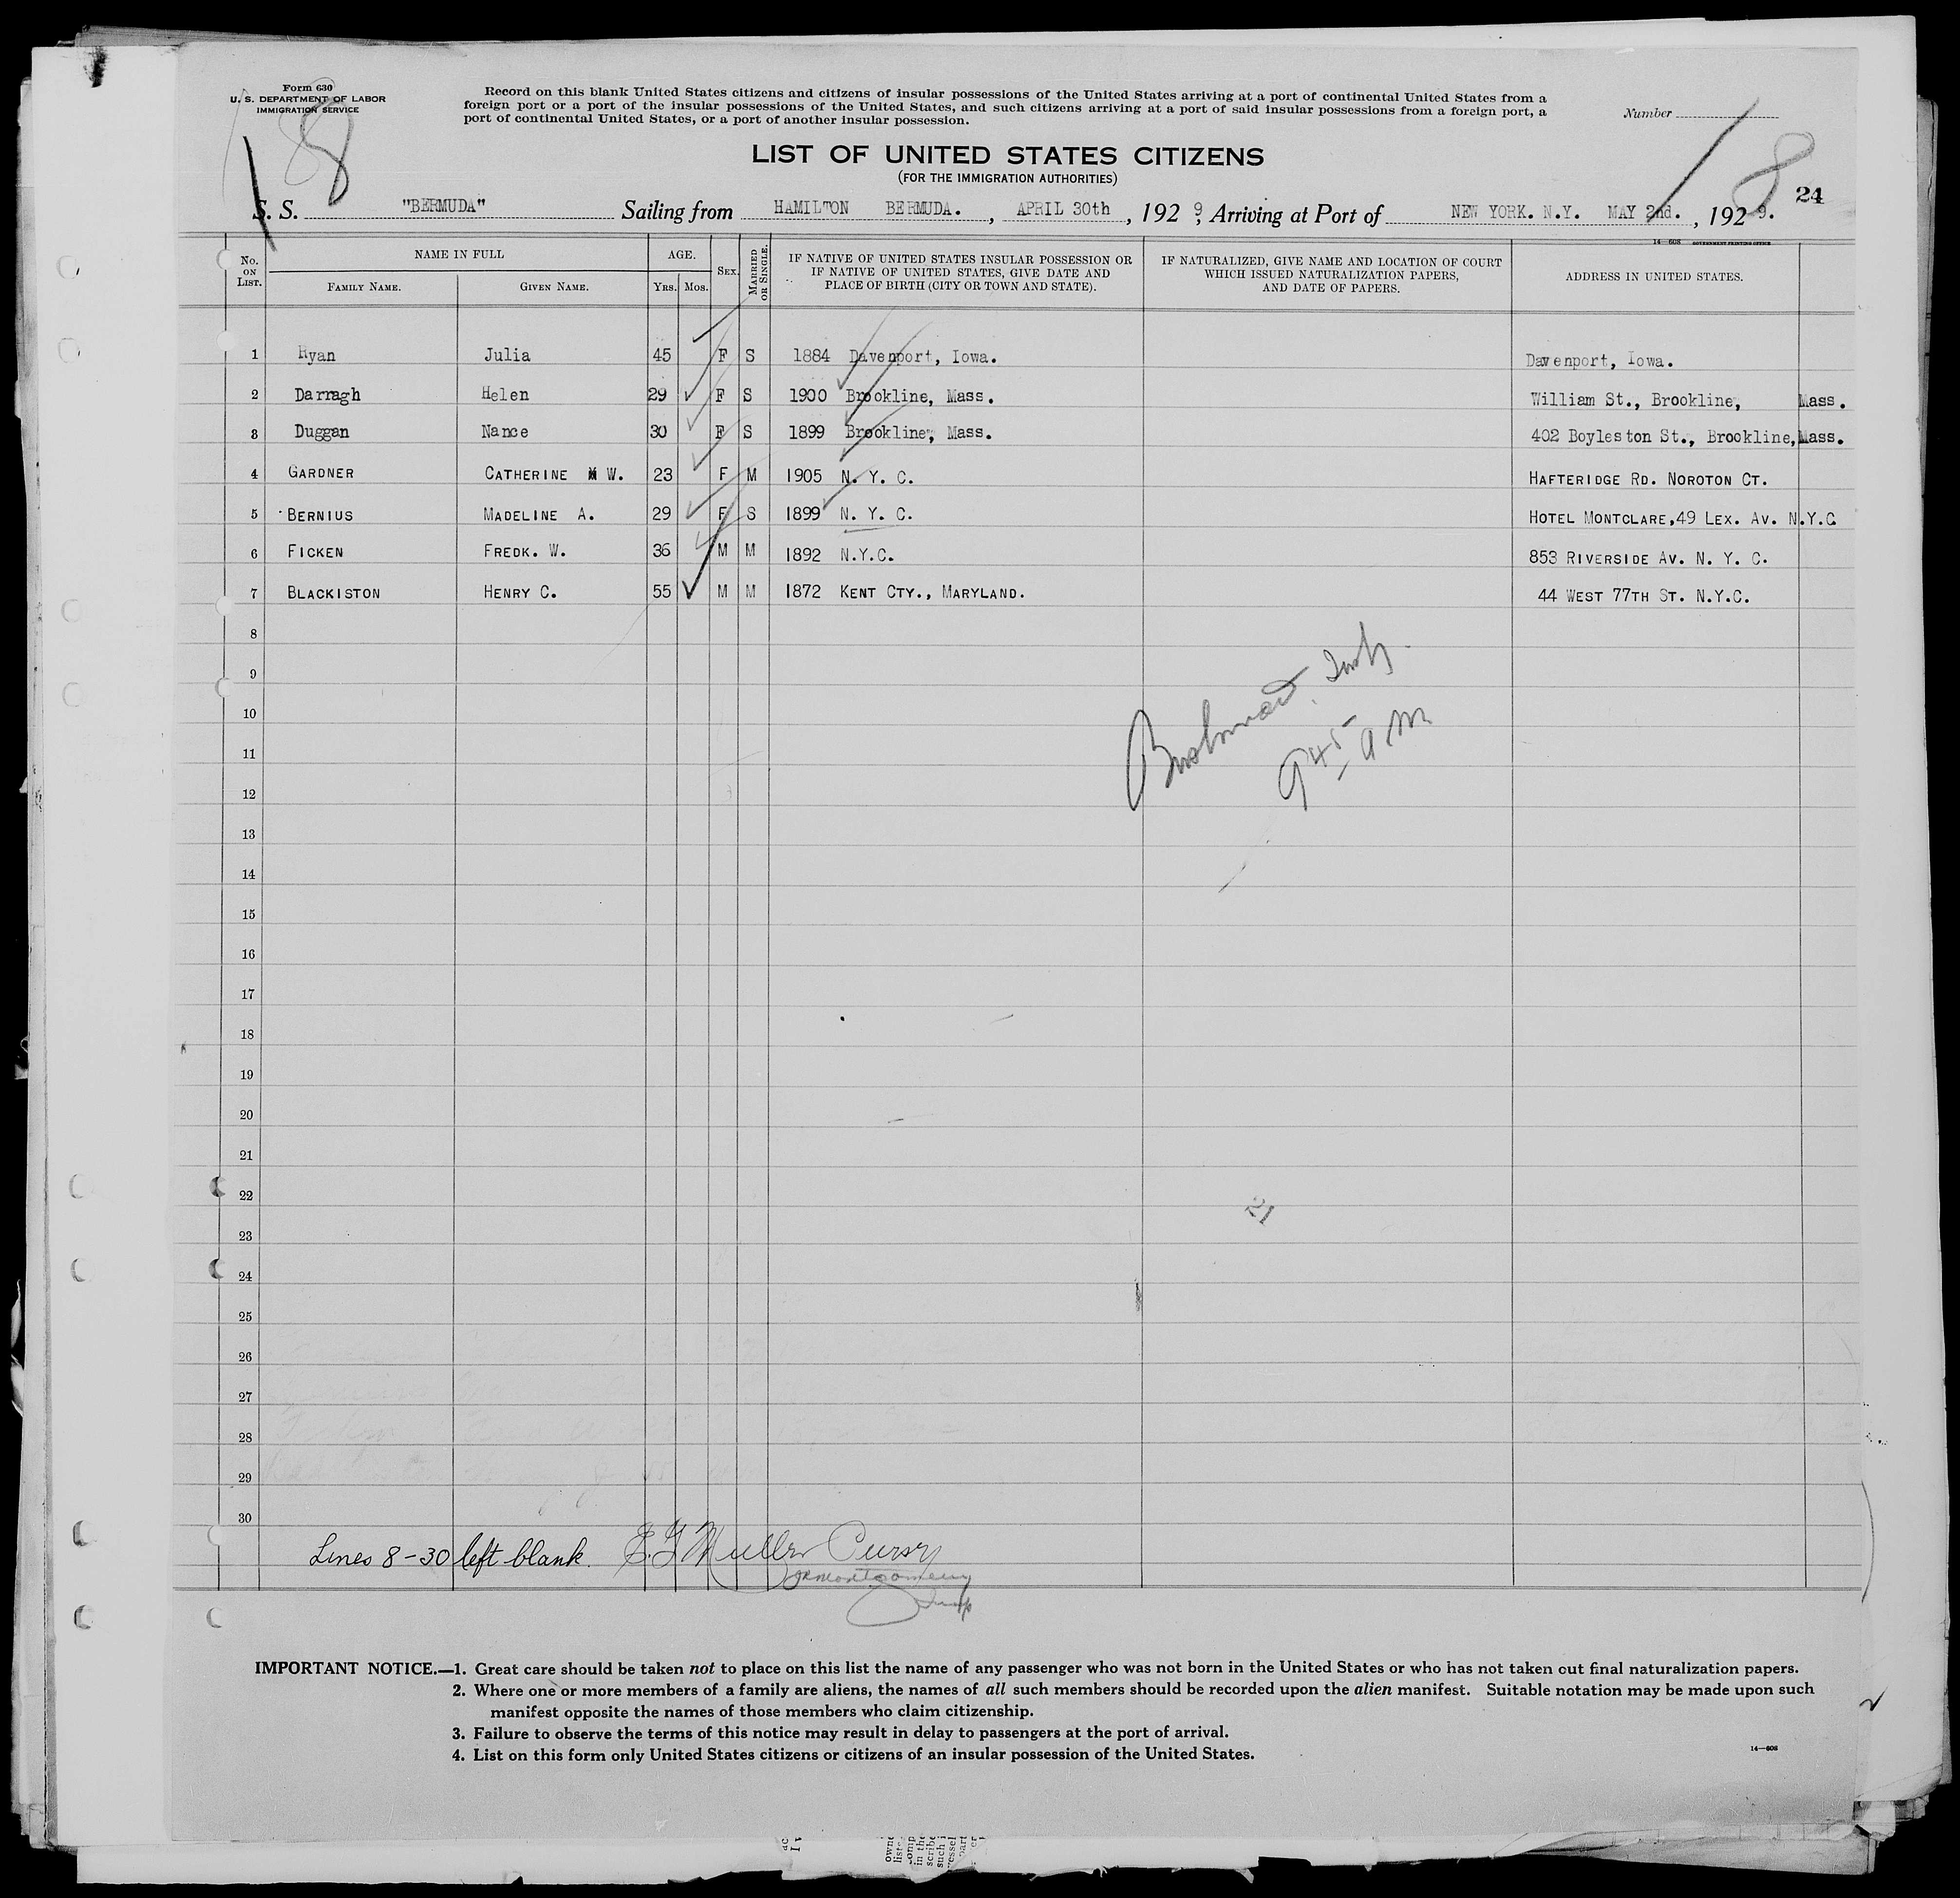 Form 630
U. S. DEPARTMENT OF LABOR
IMMIGRATION SERVICE
Record on this blank United States citizens and citizens of insular possessions of the United States arriving at a port of continental United States from a
foreign port or a port of the insular possessions of the United States, and such citizens arriving at a port of said insular possessions from a foreign port, a
port of continental United States, or a port of another insular possession.
Number
18
18
24
LIST OF UNITED STATES CITIZENS
(FOR THE IMMIGRATION AUTHORITIES)
S. S. "BERMUDA" Sailing from HAMILTON BERMUDA. , APRIL 30th , 192 9, Arriving at Port of NEW YORK. N.Y. MAY 2nd. , 192 9.
14—608 GOVERNMENT PRINTING OFFICE
No. ON LIST. NAME IN FULL FAMILY NAME. GIVEN NAME. AGE. YRS. MOS. SEX. MARRIED OR SINGLE. IF NATIVE OF UNITED STATES INSULAR POSSESSION OR IF NATIVE OF UNITED STATES, GIVE DATE AND PLACE OF BIRTH (CITY OR TOWN AND STATE). IF NATURALIZED, GIVE NAME AND LOCATION OF COURT WHICH ISSUED NATURALIZATION PAPERS, AND DATE OF PAPERS. ADDRESS IN UNITED STATES.
1 Ryan Julia 45 F S 1884 Davenport, Iowa. Davenport, Iowa.
2 Darragh Helen 29 F S 1900 Brookline, Mass. William St., Brookline, Mass.
3 Duggan Nance 30 F S 1899 Brookline, Mass. 402 Boyleston St., Brookline, Mass.
4 GARDNER CATHERINE W. 23 F M 1905 N. Y. C. HAFTERIDGE RD. NOROTON CT.
5 BERNIUS MADELINE A. 29 F S 1899 N. Y. C. HOTEL MONTCLARE,49 LEX. AV. N.Y.C
6 FICKEN FREDK. W. 36 M M 1892 N.Y.C. 853 RIVERSIDE AV. N. Y. C.
7 BLACKISTON HENRY C. 55 M M 1872 KENT CTY., MARYLAND. 44 WEST 77TH ST. N.Y.C.
8
9
10
9 45 a.m
11
12
13
14
15
16
17
18
19
20
21
22
21
23
24
25
26
27
28
29
30
Lines 8-30 left blank. Muller Purser
Montgomery
Insp
IMPORTANT NOTICE.—1. Great care should be taken not to place on this list the name of any passenger who was not born in the United States or who has not taken out final naturalization papers.
2. Where one or more members of a family are aliens, the names of all such members should be recorded upon the alien manifest. Suitable notation may be made upon such
manifest opposite the names of those members who claim citizenship.
3. Failure to observe the terms of this notice may result in delay to passengers at the port of arrival.
4. List on this form only United States citizens or citizens of an insular possession of the United States.
14—608